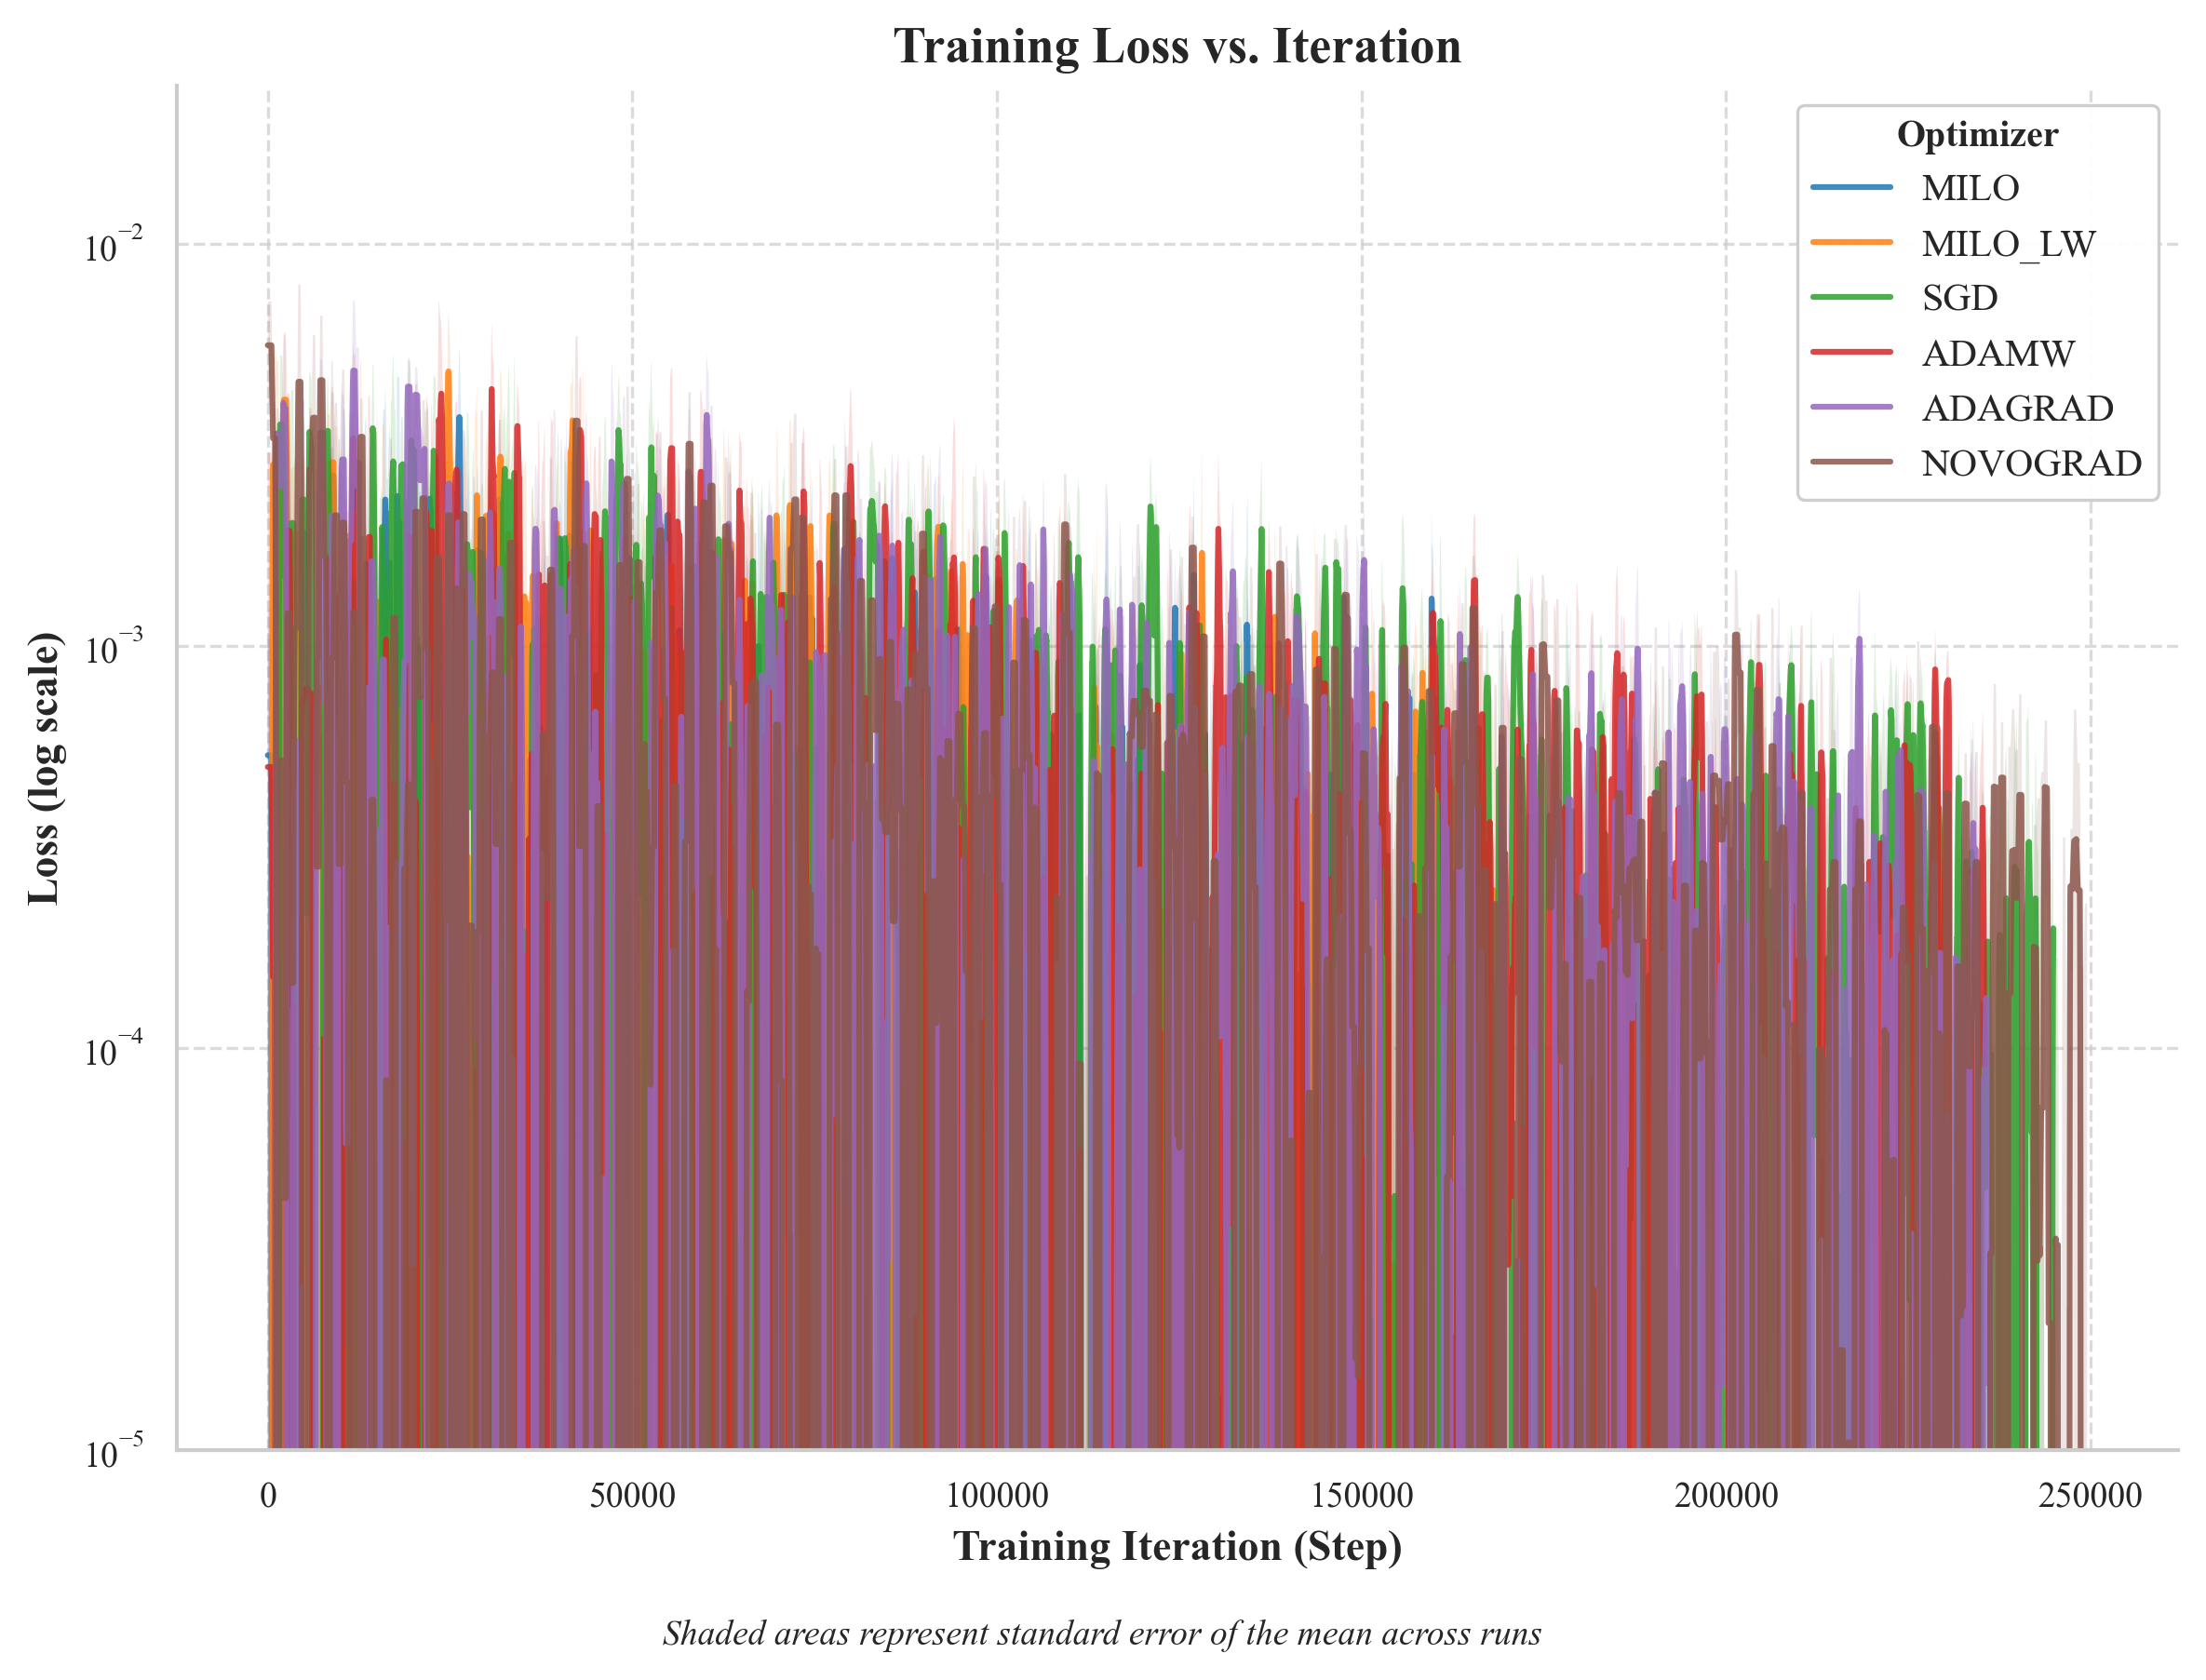 Training Loss vs. Iteration
Optimizer
MILO
MILO_LW
SGD
ADAMW
ADAGRAD
NOVOGRAD
Loss (log scale)
10⁻²
10⁻³
10⁻⁴
10⁻⁵
0 50000 100000 150000 200000 250000
Training Iteration (Step)
Shaded areas represent standard error of the mean across runs